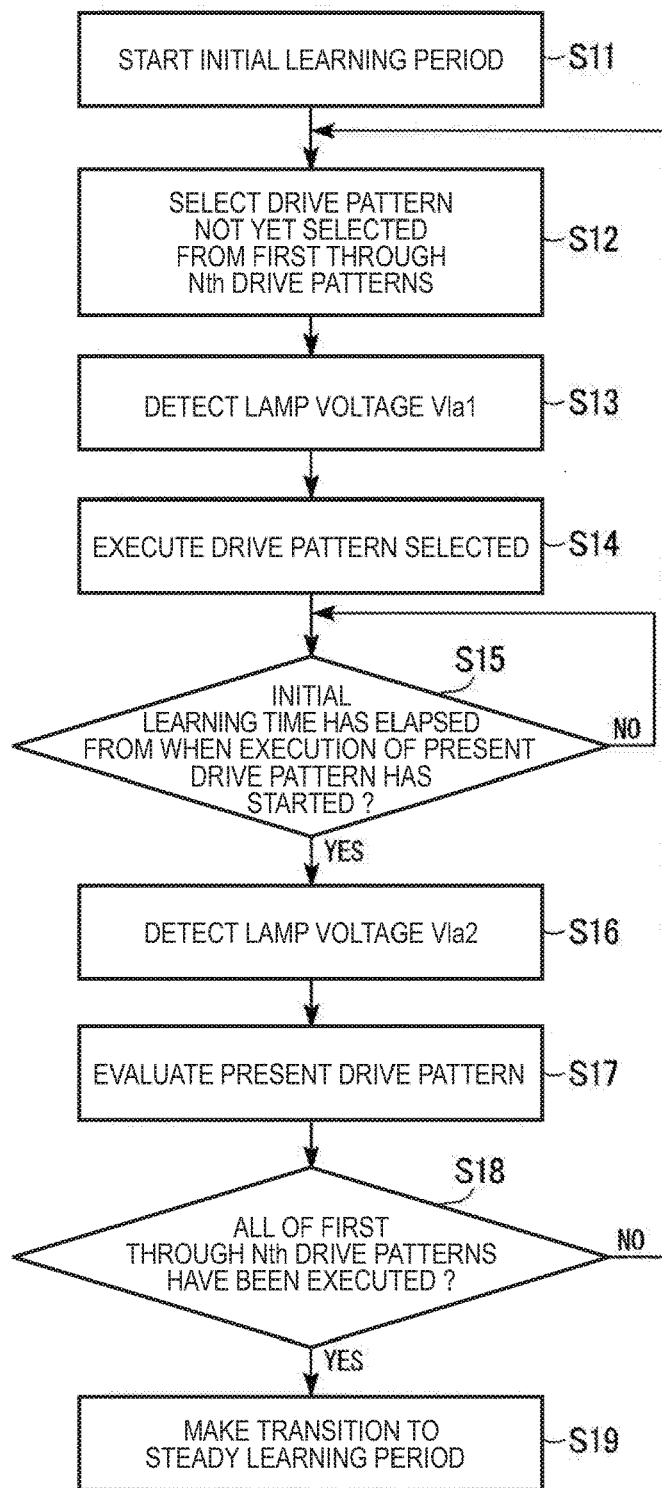 START INITIAL LEARNING PERIOD
S11
SELECT DRIVE PATTERN
NOT YET SELECTED
FROM FIRST THROUGH
Nth DRIVE PATTERNS
S12
DETECT LAMP VOLTAGE Vla1
S13
EXECUTE DRIVE PATTERN SELECTED
S14
S15
INITIAL
LEARNING TIME HAS ELAPSED
FROM WHEN EXECUTION OF PRESENT
DRIVE PATTERN HAS
STARTED ?
NO
YES
DETECT LAMP VOLTAGE Vla2
S16
EVALUATE PRESENT DRIVE PATTERN
S17
S18
ALL OF FIRST
THROUGH Nth DRIVE PATTERNS
HAVE BEEN EXECUTED ?
NO
YES
MAKE TRANSITION TO
STEADY LEARNING PERIOD
S19